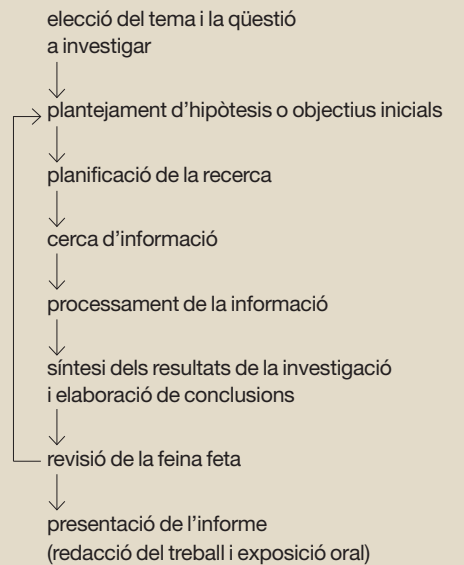 elecció del tema i la qüestió
a investigar
plantejament d’hipòtesis o objectius inicials
planificació de la recerca
cerca d’informació
processament de la informació
síntesi dels resultats de la investigació
i elaboració de conclusions
revisió de la feina feta
presentació de l’informe
(redacció del treball i exposició oral)